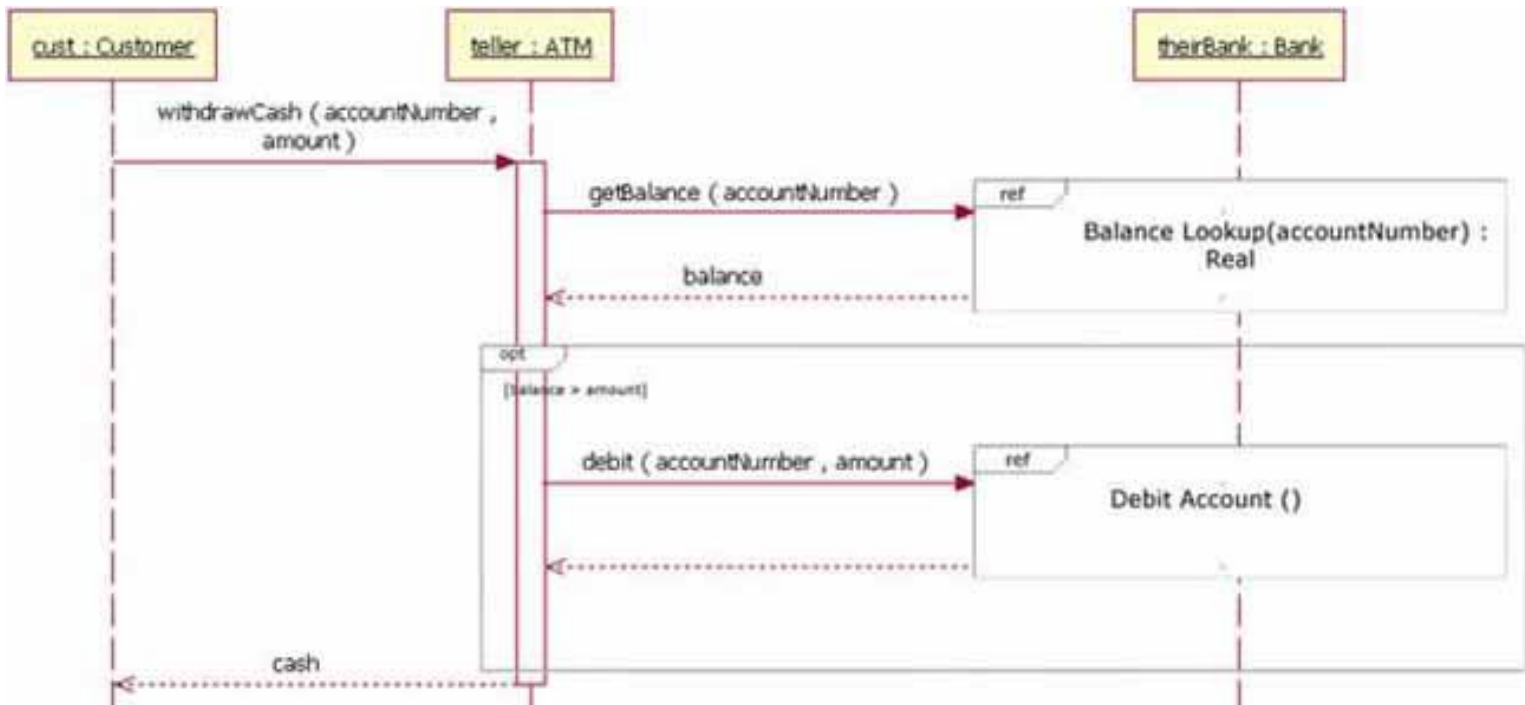 cust : Customer
teller : ATM
theirBank : Bank
withdrawCash ( accountNumber ,
amount )
getBalance ( accountNumber )
ref
Balance Lookup(accountNumber) :
Real
balance
opt
[balance > amount]
debit ( accountNumber , amount )
ref
Debit Account ()
cash